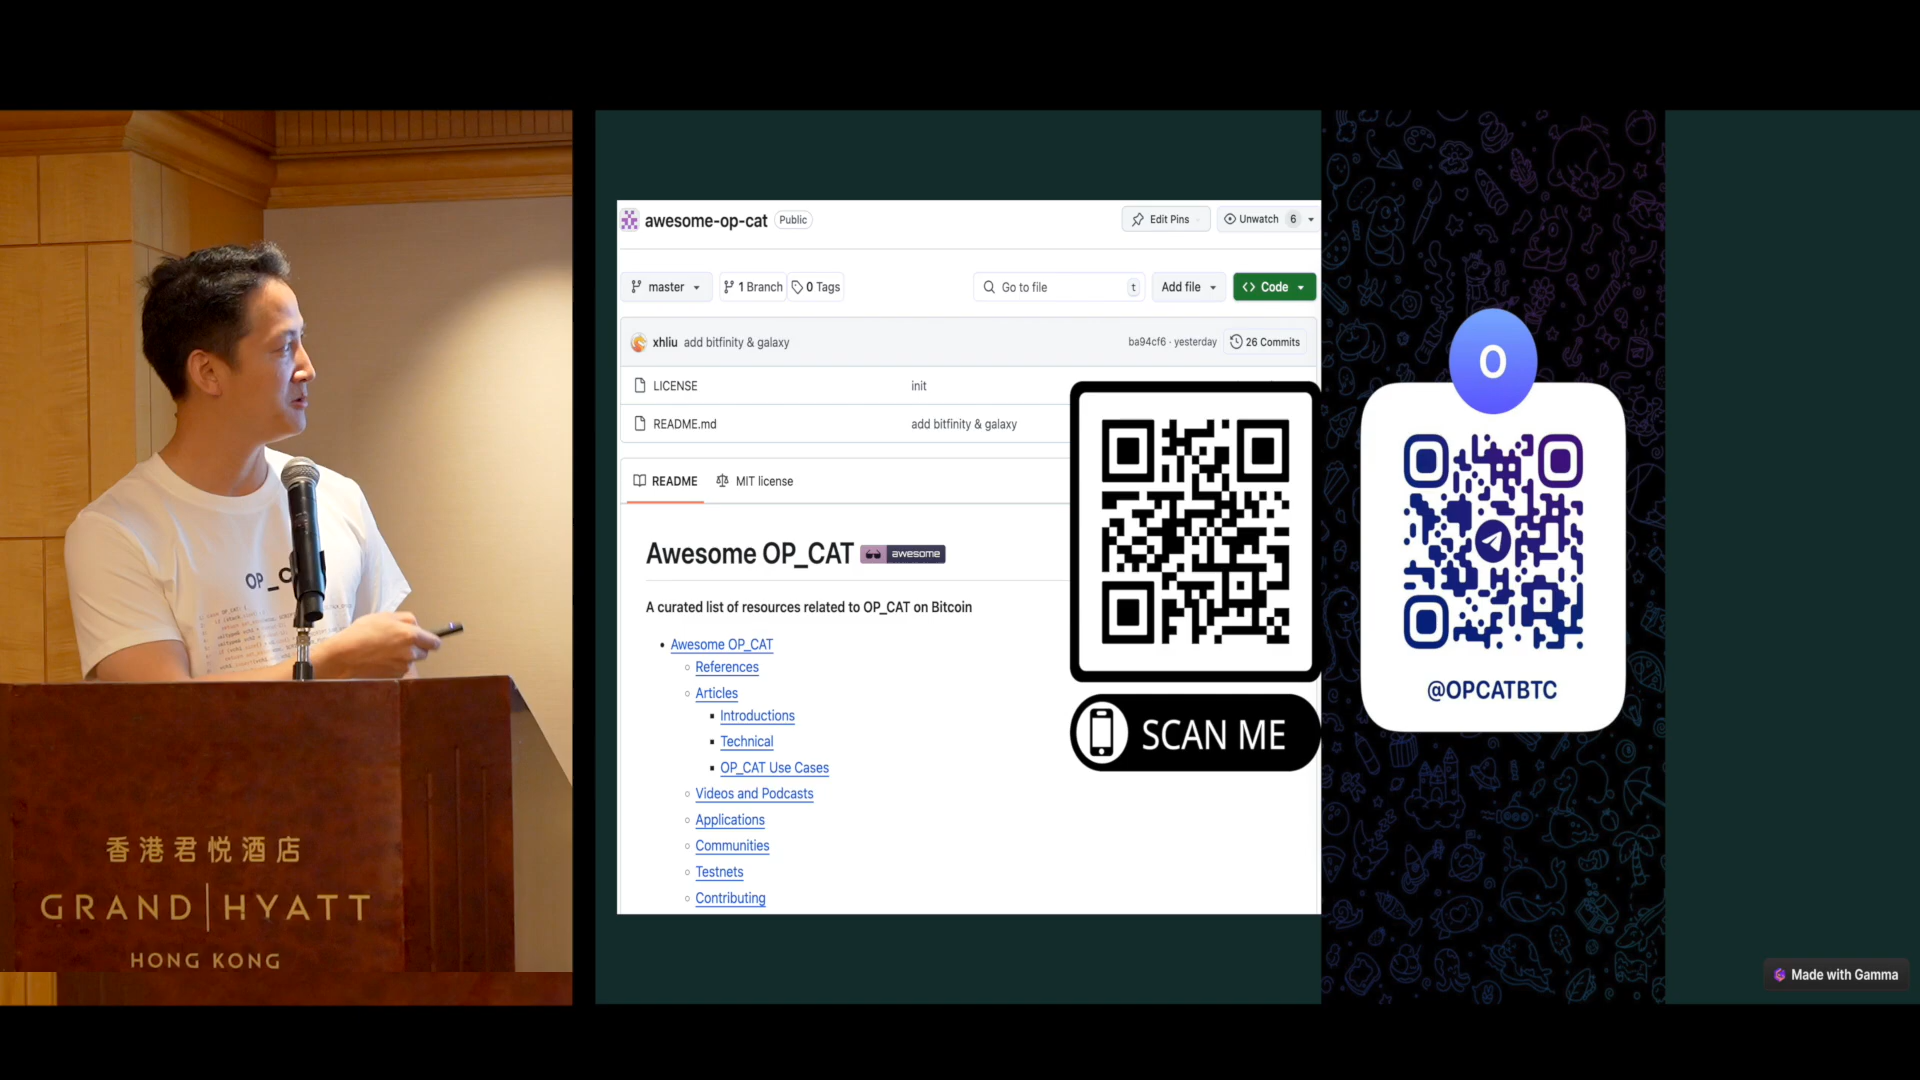 OP_C
香港君悦酒店
GRAND HYATT
HONG KONG
awesome-op-cat Public
Edit Pins
Unwatch 6
master
1 Branch
0 Tags
Go to file t
Add file
Code
xhliu add bitfinity & galaxy
ba94cf6 · yesterday
26 Commits
LICENSE init
README.md add bitfinity & galaxy
README MIT license
Awesome OP_CAT awesome
A curated list of resources related to OP_CAT on Bitcoin
Awesome OP_CAT
References
Articles
Introductions
Technical
OP_CAT Use Cases
Videos and Podcasts
Applications
Communities
Testnets
Contributing
SCAN ME
O
@OPCATBTC
Made with Gamma